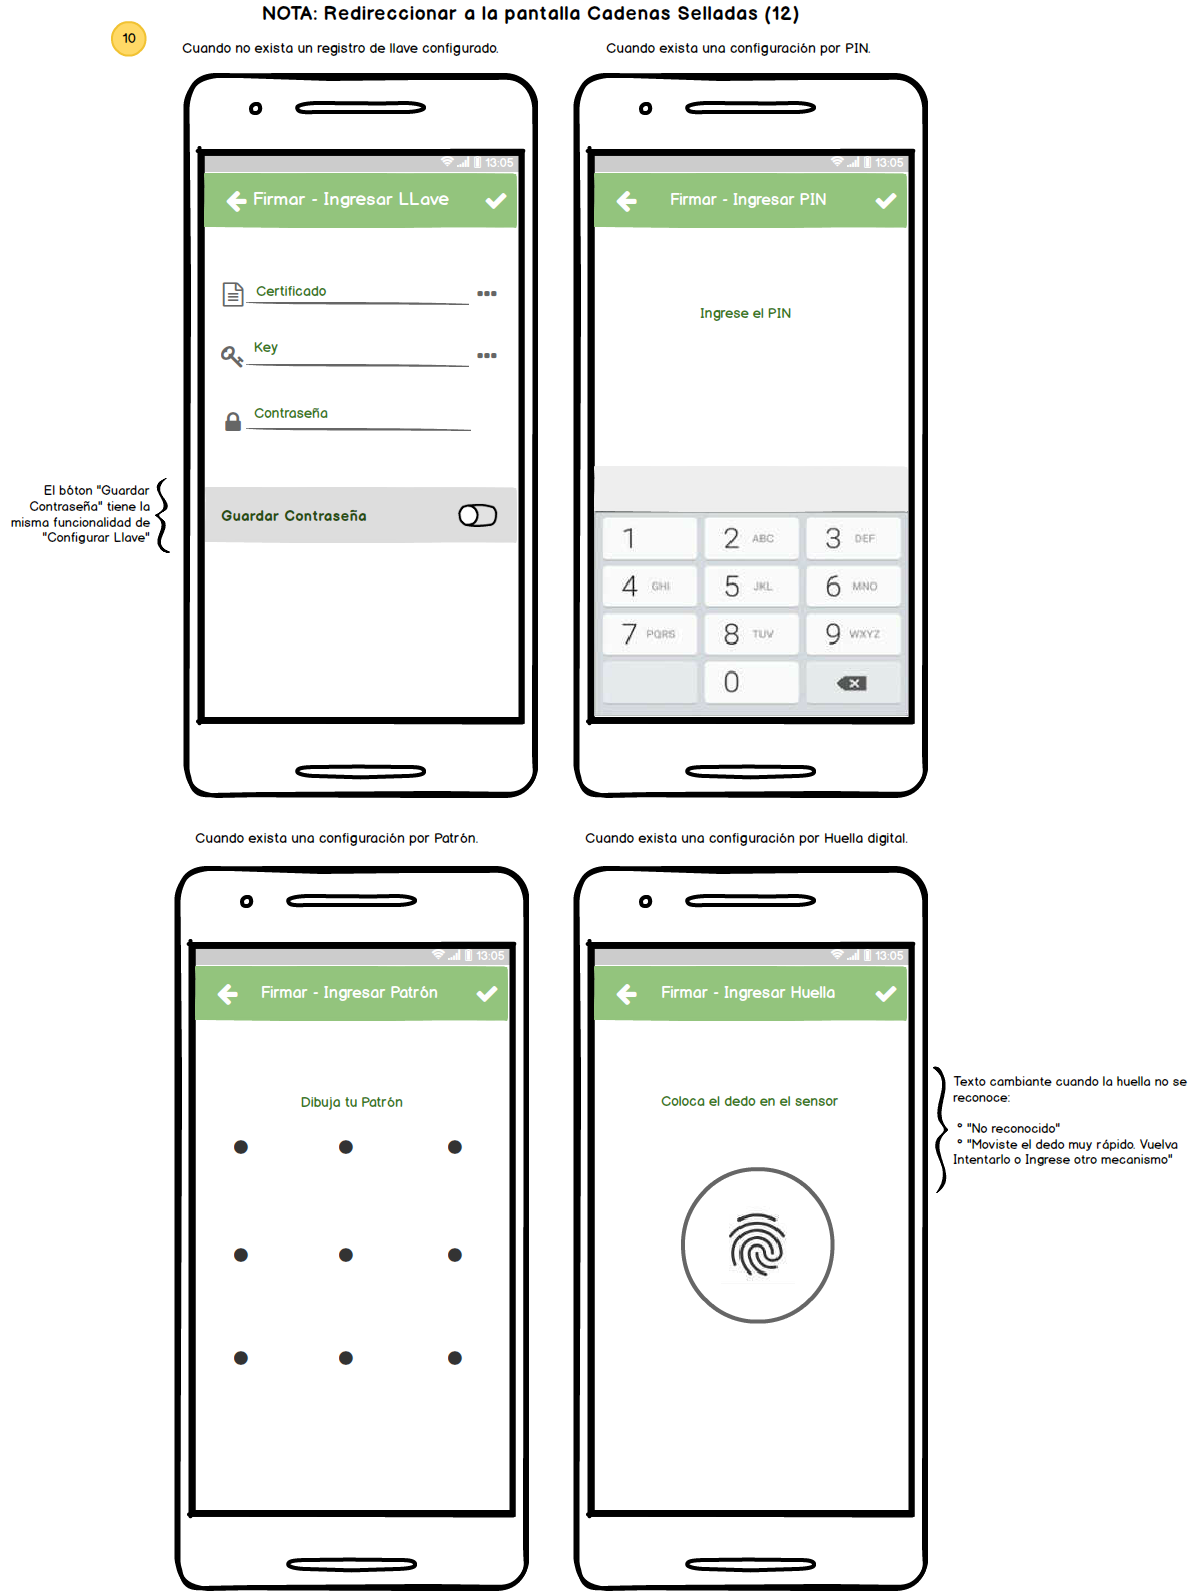 NOTA: Redireccionar a la pantalla Cadenas Selladas (12)
10
Cuando no exista un registro de llave configurado.
Cuando exista una configuración por PIN.
13:05
Firmar - Ingresar LLave
Certificado
Key
Contraseña
El bóton "Guardar
Contraseña" tiene la
misma funcionalidad de
"Configurar Llave"
Guardar Contraseña
13:05
Firmar - Ingresar PIN
Ingrese el PIN
1
2 ABC
3 DEF
4 GHI
5 JKL
6 MNO
7 PQRS
8 TUV
9 WXYZ
0
Cuando exista una configuración por Patrón.
Cuando exista una configuración por Huella digital.
13:05
Firmar - Ingresar Patrón
Dibuja tu Patrón
13:05
Firmar - Ingresar Huella
Coloca el dedo en el sensor
Texto cambiante cuando la huella no se
reconoce:
° "No reconocido"
° "Moviste el dedo muy rápido. Vuelva
Intentarlo o Ingrese otro mecanismo"